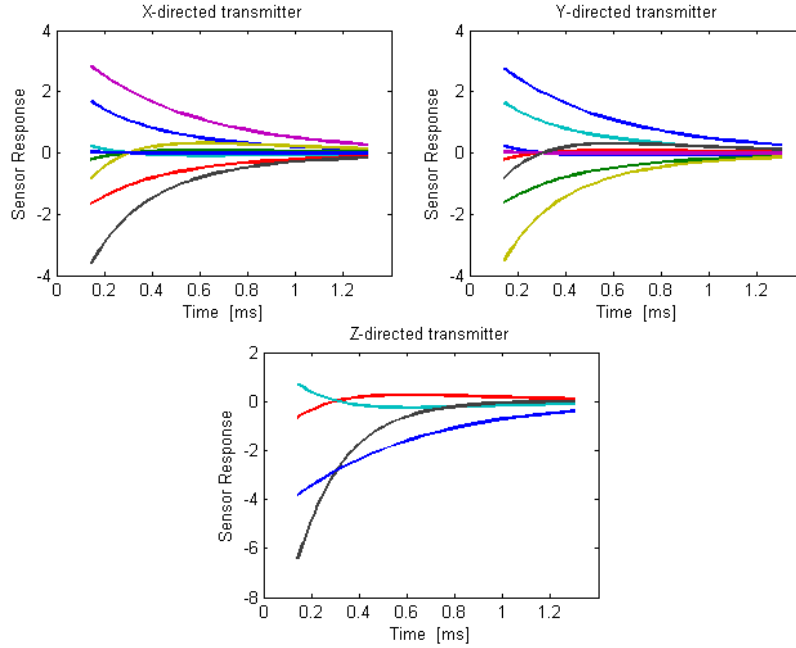 X-directed transmitter
Sensor Response
4
2
0
-2
-4
0 0.2 0.4 0.6 0.8 1 1.2
Time [ms]
Y-directed transmitter
Sensor Response
4
2
0
-2
-4
0 0.2 0.4 0.6 0.8 1 1.2
Time [ms]
Z-directed transmitter
Sensor Response
2
0
-2
-4
-6
-8
0 0.2 0.4 0.6 0.8 1 1.2
Time [ms]